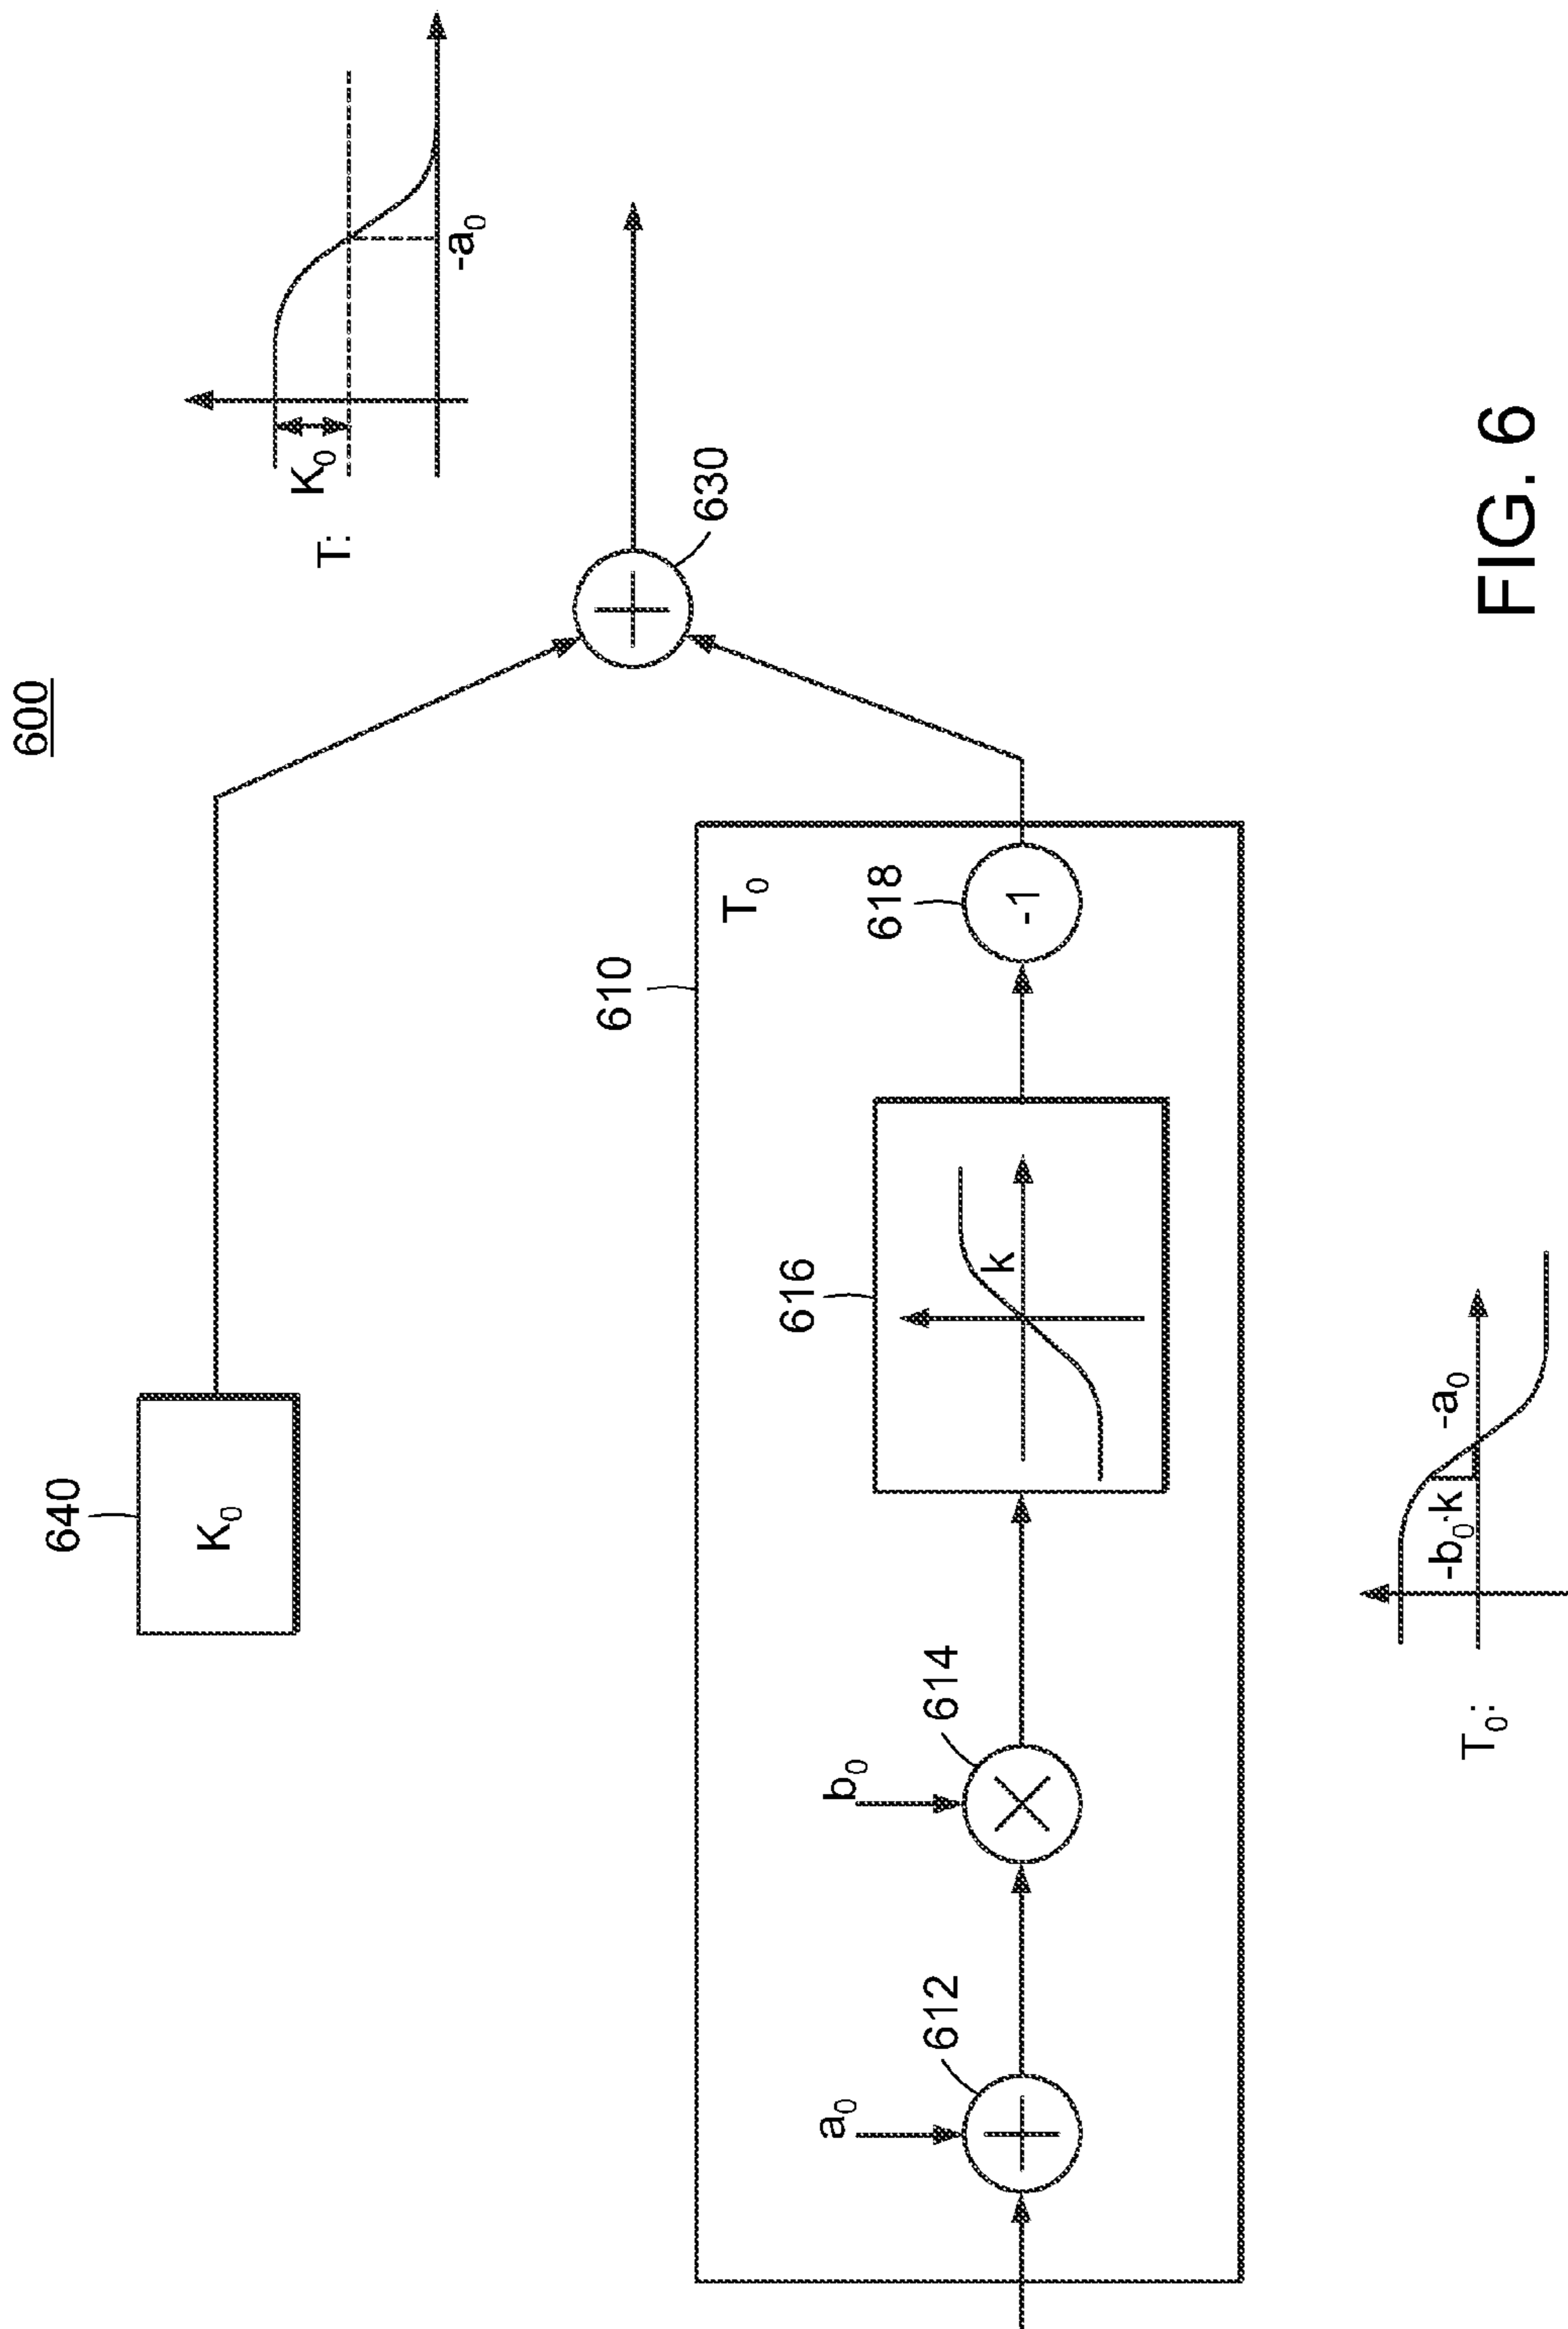 600
640
K₀
T:
K₀
-a₀
630
610
T₀
a₀
612
b₀
614
616
k
618
-1
T₀:
-b₀·k
-a₀
FIG. 6